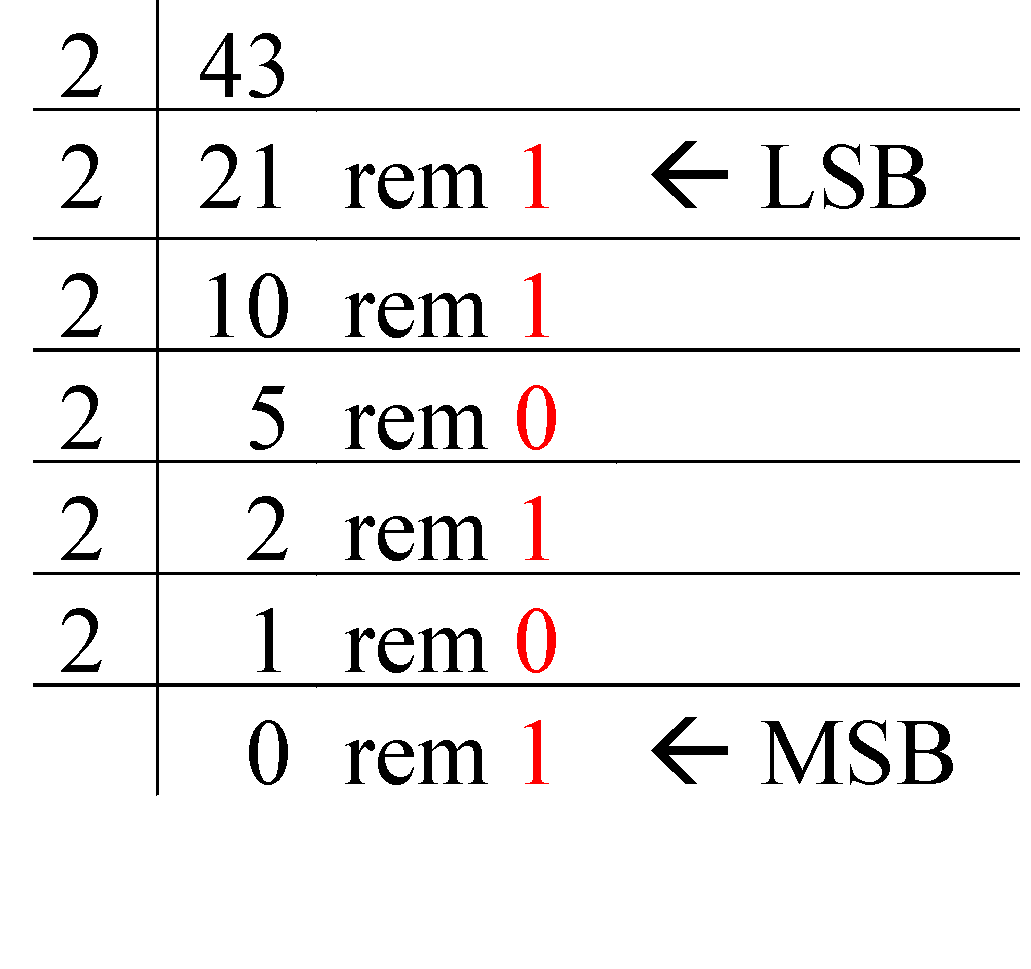 2 43
2 21 rem 1 ← LSB
2 10 rem 1
2 5 rem 0
2 2 rem 1
2 1 rem 0
0 rem 1 ← MSB